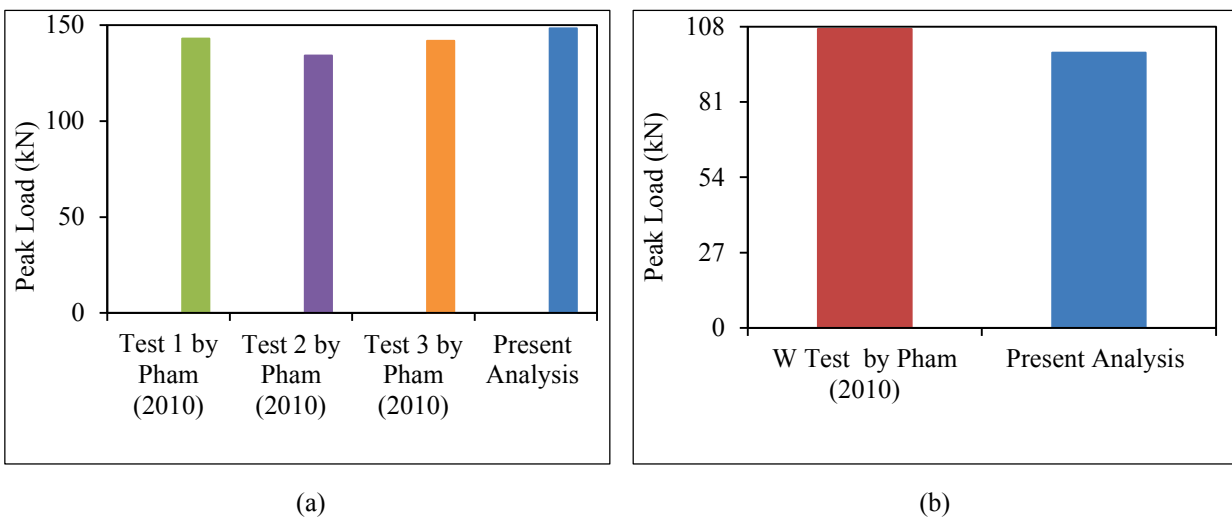 150
100
50
0
Peak Load (kN)
Test 1 by
Pham
(2010)
Test 2 by
Pham
(2010)
Test 3 by
Pham
(2010)
Present
Analysis
(a)
108
81
54
27
0
Peak Load (kN)
W Test by Pham
(2010)
Present Analysis
(b)